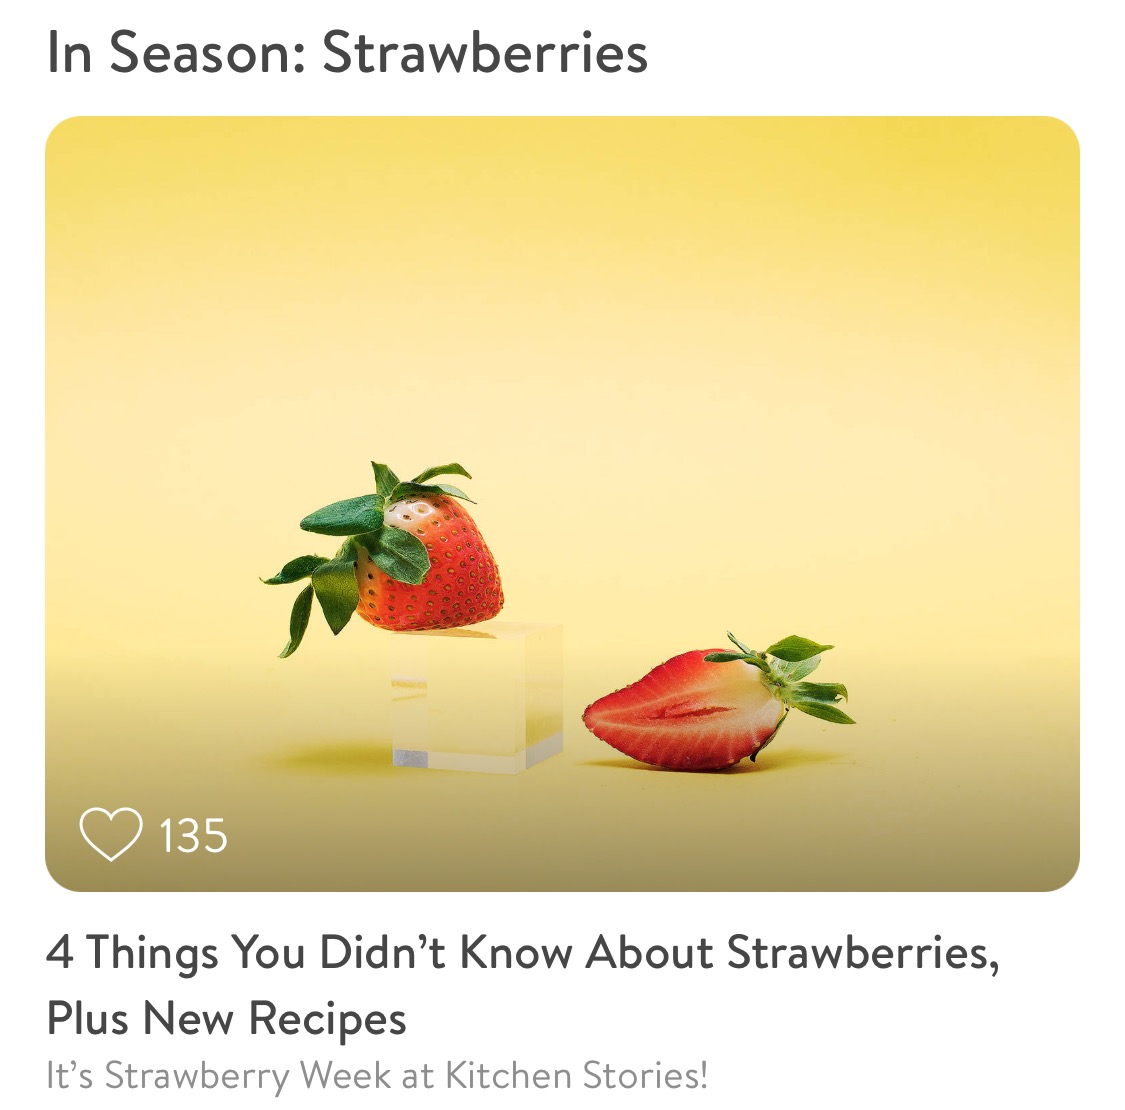 In Season: Strawberries
135
4 Things You Didn’t Know About Strawberries,
Plus New Recipes
It’s Strawberry Week at Kitchen Stories!